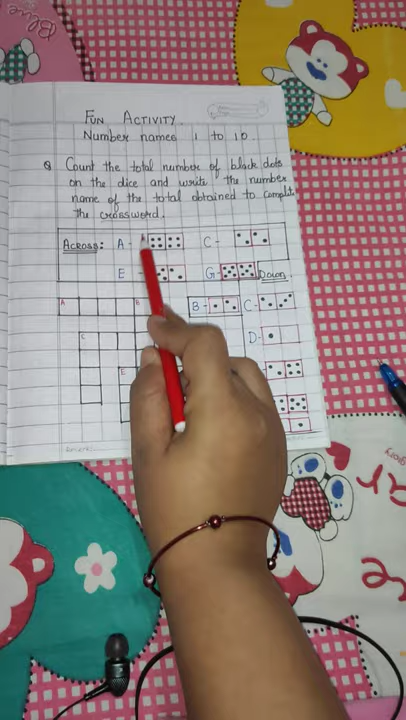 FUN ACTIVITY.
Number names 1 to 10
Q Count the total number of black dots
on the dice and write the number
name of the total obtained to complete
the crossword.
Across: A - C -
E G - Down
A B B - C -
C D -
E